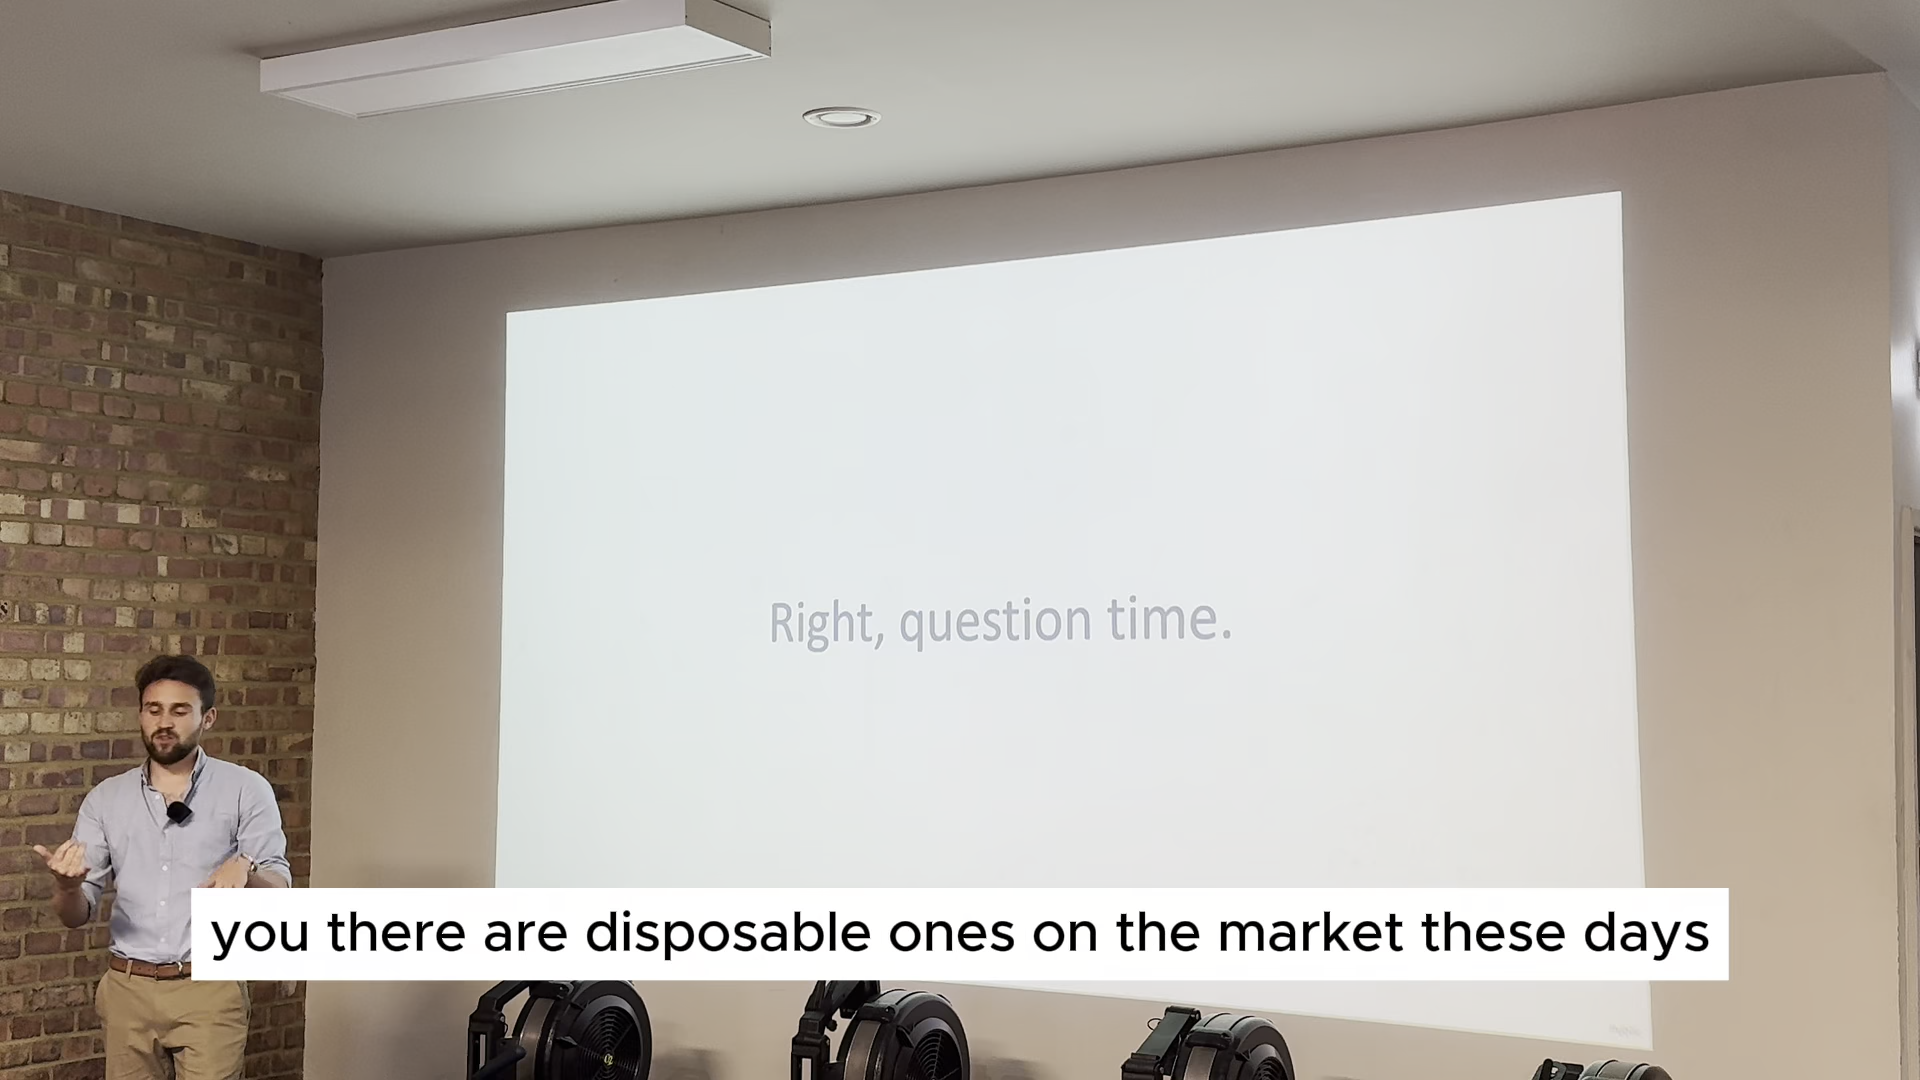 Right, question time.
you there are disposable ones on the market these days